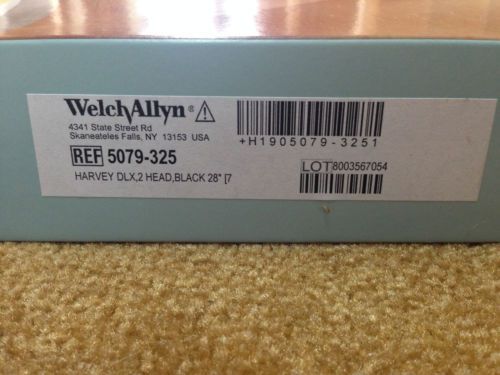 WelchAllyn®
4341 State Street Rd
Skaneateles Falls, NY 13153 USA
REF 5079-325
HARVEY DLX,2 HEAD,BLACK 28" [7
+H1905079-3251
LOT 8003567054